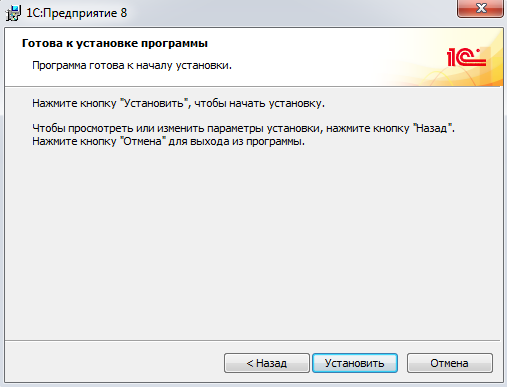 1С:Предприятие 8
Готова к установке программы
Программа готова к началу установки.
1С
Нажмите кнопку "Установить", чтобы начать установку.
Чтобы просмотреть или изменить параметры установки, нажмите кнопку "Назад".
Нажмите кнопку "Отмена" для выхода из программы.
< Назад
Установить
Отмена